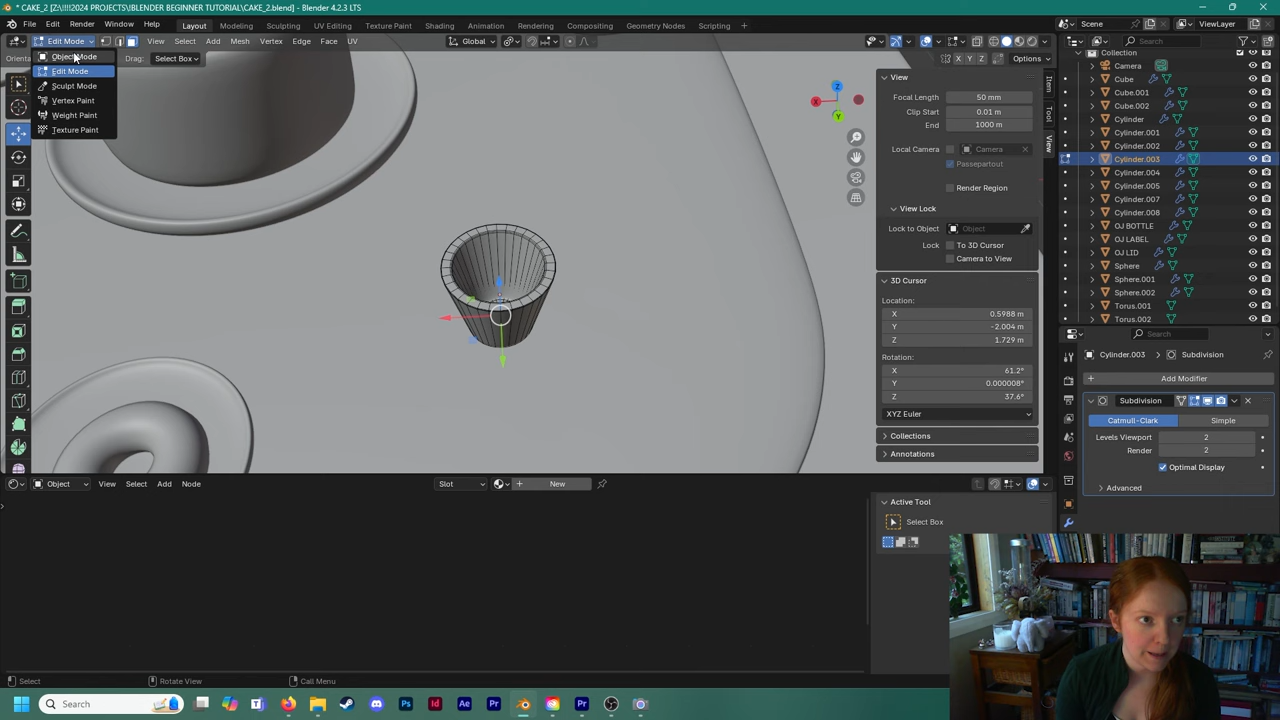 CAKE_2 [Z:\!!!!2024 PROJECTS\BLENDER BEGINNER TUTORIAL\CAKE_2.blend] - Blender 4.2.3 LTS
File Edit Render Window Help Layout Modeling Sculpting UV Editing Texture Paint Shading Animation Rendering Compositing Geometry Nodes Scripting + Scene ViewLayer
Edit Mode View Select Add Mesh Vertex Edge Face UV Global Search
Drag: Select Box X Y Z Options
Object Mode
Edit Mode
Sculpt Mode
Vertex Paint
Weight Paint
Texture Paint
Z
X
Y
View
Focal Length 50 mm
Clip Start 0.01 m
End 1000 m
Local Camera Camera
Passepartout
Render Region
View Lock
Lock to Object Object
Lock To 3D Cursor
Camera to View
3D Cursor
Location:
X 0.5988 m
Y -2.004 m
Z 1.729 m
Rotation:
X 61.2°
Y 0.000008°
Z 37.6°
XYZ Euler
Collections
Annotations
Item
Tool
View
Collection
Camera
Cube
Cube.001
Cube.002
Cylinder
Cylinder.001
Cylinder.002
Cylinder.003
Cylinder.004
Cylinder.005
Cylinder.007
Cylinder.008
OJ BOTTLE
OJ LABEL
OJ LID
Sphere
Sphere.001
Sphere.002
Torus.001
Torus.002
Search
Cylinder.003 > Subdivision
+ Add Modifier
Subdivision
Catmull-Clark Simple
Levels Viewport 2
Render 2
Optimal Display
Advanced
Object View Select Add Node Slot + New
Active Tool
Select Box
Select Rotate View Call Menu
Search